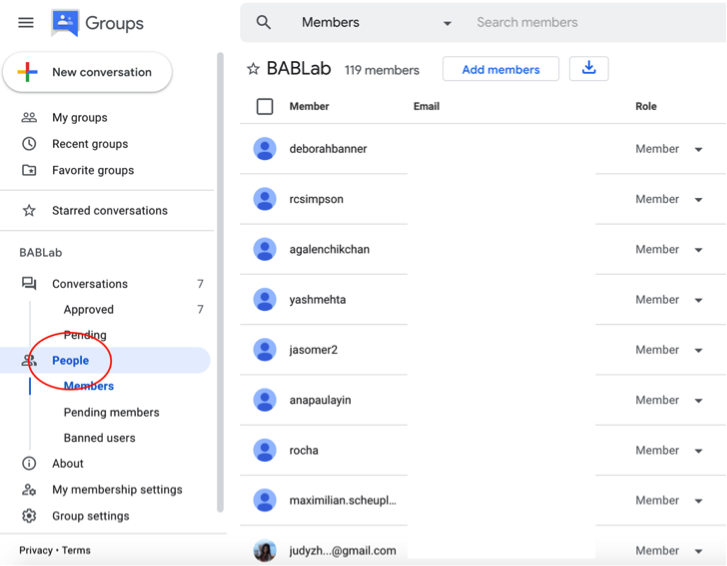 Groups
Members
Search members
New conversation
My groups
Recent groups
Favorite groups
Starred conversations
BABLab
Conversations 7
Approved 7
Pending
People
Members
Pending members
Banned users
About
My membership settings
Group settings
Privacy • Terms
BABLab 119 members Add members
Member Email Role
deborahbanner Member
rcsimpson Member
agalenchikchan Member
yashmehta Member
jasomer2 Member
anapaulayin Member
rocha Member
maximilian.scheupl... Member
judyzh...@gmail.com Member